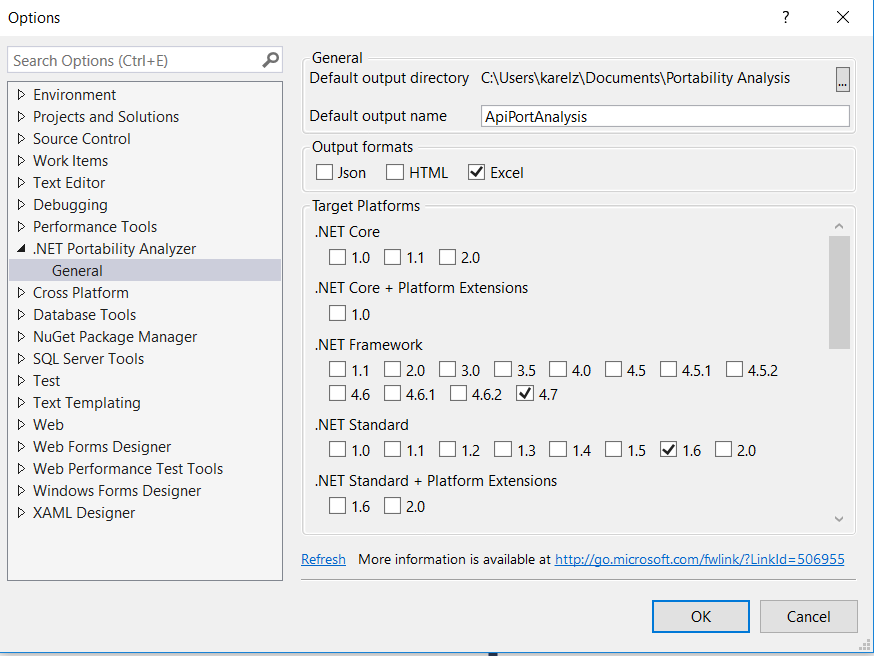 Options
?
Search Options (Ctrl+E)
Environment
Projects and Solutions
Source Control
Work Items
Text Editor
Debugging
Performance Tools
.NET Portability Analyzer
General
Cross Platform
Database Tools
NuGet Package Manager
SQL Server Tools
Test
Text Templating
Web
Web Forms Designer
Web Performance Test Tools
Windows Forms Designer
XAML Designer
General
Default output directory C:\Users\karelz\Documents\Portability Analysis ...
Default output name ApiPortAnalysis
Output formats
Json HTML Excel
Target Platforms
.NET Core
1.0 1.1 2.0
.NET Core + Platform Extensions
1.0
.NET Framework
1.1 2.0 3.0 3.5 4.0 4.5 4.5.1 4.5.2
4.6 4.6.1 4.6.2 4.7
.NET Standard
1.0 1.1 1.2 1.3 1.4 1.5 1.6 2.0
.NET Standard + Platform Extensions
1.6 2.0
Refresh More information is available at http://go.microsoft.com/fwlink/?LinkId=506955
OK Cancel